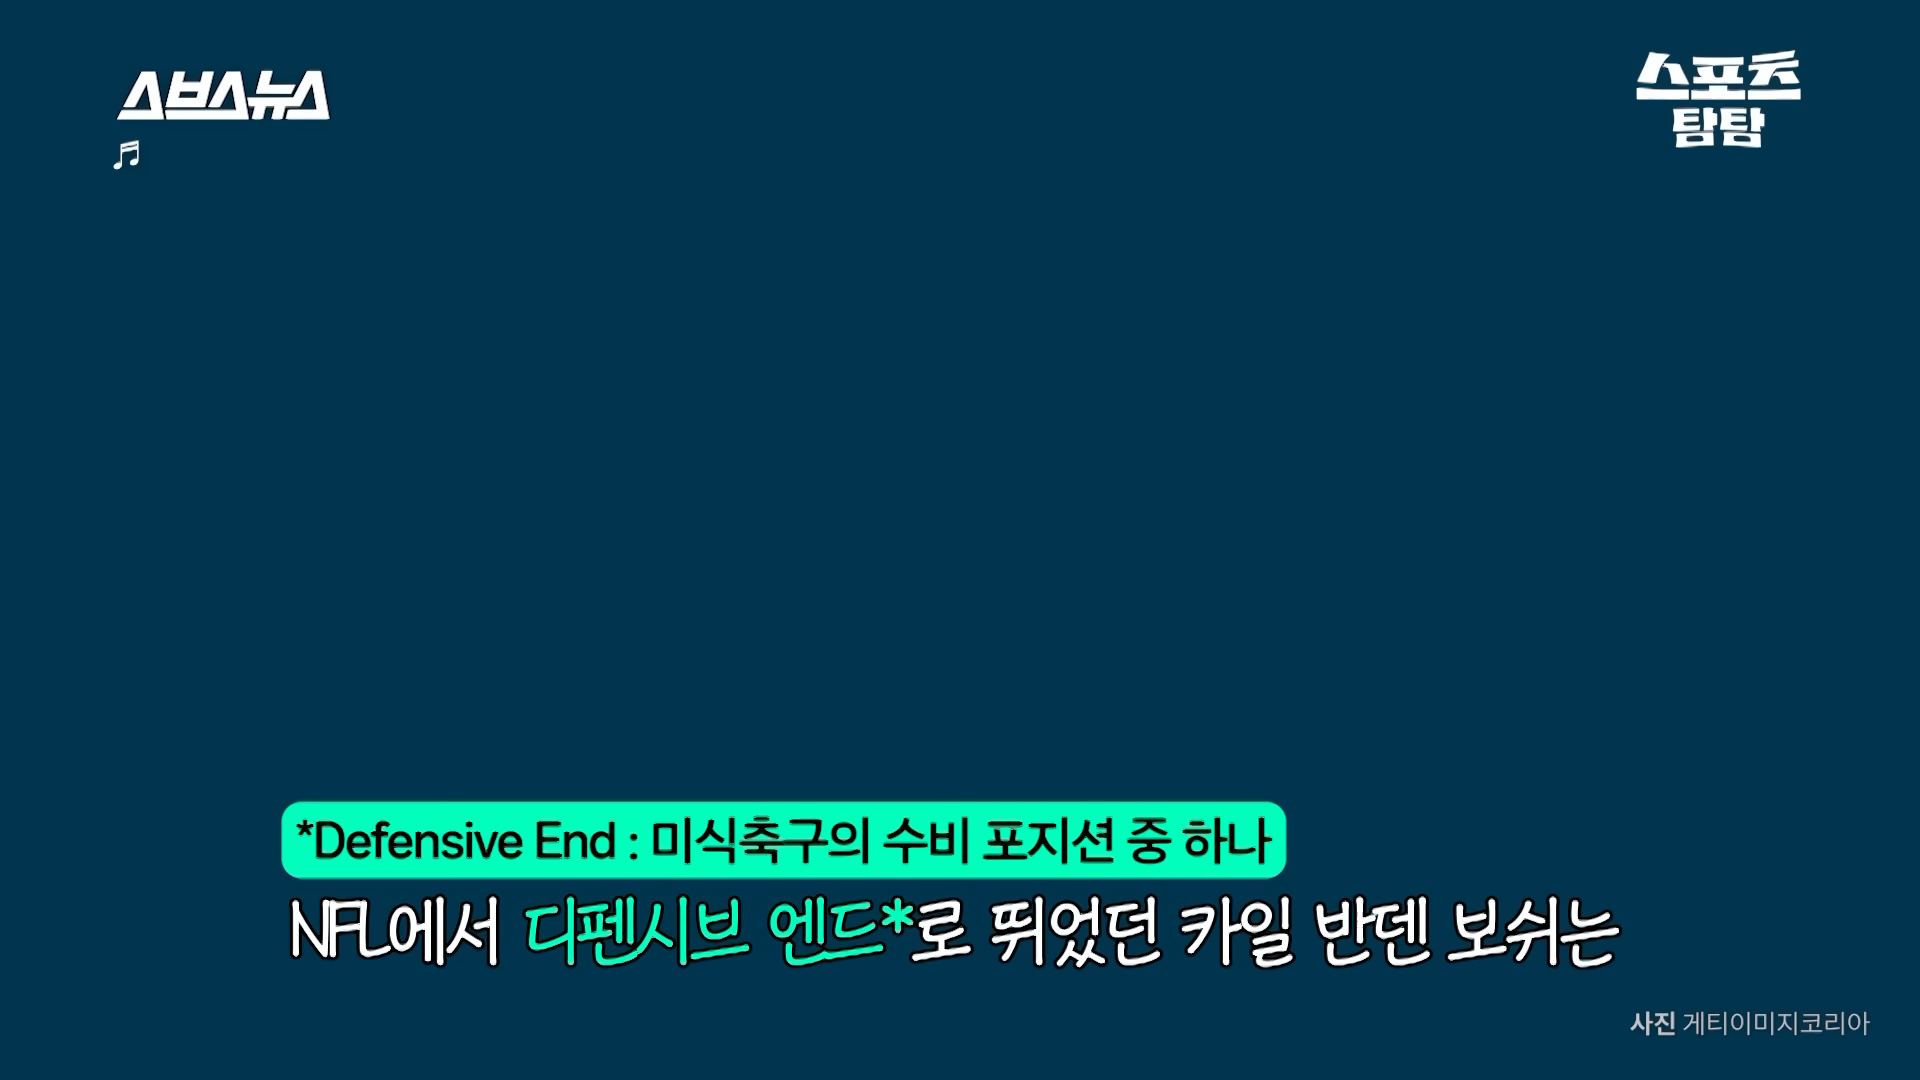 스브스뉴스
스포츠
탐탐
*Defensive End : 미식축구의 수비 포지션 중 하나
NFL에서 디펜시브 엔드*로 뛰었던 카일 반덴 보쉬는
사진 게티이미지코리아